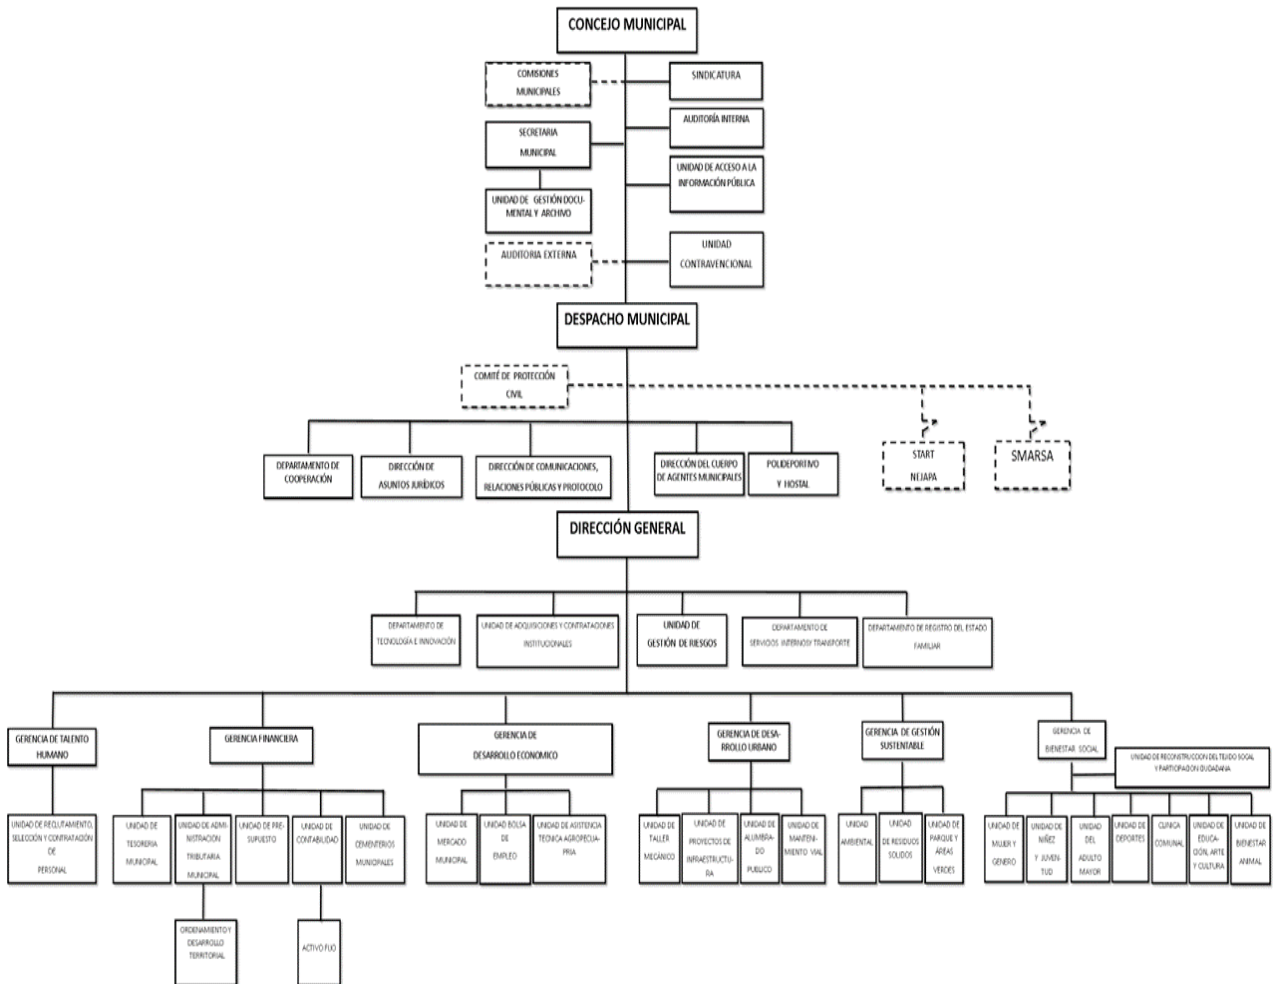 CONCEJO MUNICIPAL
COMISIONES
MUNICIPALES
SINDICATURA
SECRETARIA
MUNICIPAL
AUDITORÍA INTERNA
UNIDAD DE ACCESO A LA
INFORMACIÓN PÚBLICA
UNIDAD DE GESTIÓN DOCU-
MENTAL Y ARCHIVO
AUDITORIA EXTERNA
UNIDAD
CONTRAVENCIONAL
DESPACHO MUNICIPAL
COMITÉ DE PROTECCIÓN
CIVIL
DEPARTAMENTO DE
COOPERACIÓN
DIRECCIÓN DE
ASUNTOS JURÍDICOS
DIRECCIÓN DE COMUNICACIONES,
RELACIONES PÚBLICAS Y PROTOCOLO
DIRECCIÓN DEL CUERPO
DE AGENTES MUNICIPALES
POLIDEPORTIVO
Y HOSTAL
START
NEJAPA
SMARSA
DIRECCIÓN GENERAL
DEPARTAMENTO DE
TECNOLOGÍA E INNOVACIÓN
UNIDAD DE ADQUISICIONES Y CONTRATACIONES
INSTITUCIONALES
UNIDAD DE
GESTIÓN DE RIESGOS
DEPARTAMENTO DE
SERVICIOS INTERNOS Y TRANSPORTE
DEPARTAMENTO DE REGISTRO DEL ESTADO
FAMILIAR
GERENCIA DE TALENTO
HUMANO
GERENCIA FINANCIERA
GERENCIA DE
DESARROLLO ECONOMICO
GERENCIA DE DESA-
RROLLO URBANO
GERENCIA DE GESTIÓN
SUSTENTABLE
GERENCIA DE
BIENESTAR SOCIAL
UNIDAD DE RECONSTRUCCION DEL TEJIDO SOCIAL
Y PARTICIPACION CIUDADANA
UNIDAD DE RECLUTAMIENTO,
SELECCIÓN Y CONTRATACIÓN
DE
PERSONAL
UNIDAD DE
TESORERIA
MUNICIPAL
UNIDAD DE ADMI-
NISTRACION
TRIBUTARIA
MUNICIPAL
UNIDAD DE PRE-
SUPUESTO
UNIDAD DE
CONTABILIDAD
UNIDAD DE
CEMENTERIOS
MUNICIPALES
UNIDAD DE
MERCADO
MUNICIPAL
UNIDAD BOLSA
DE
EMPLEO
UNIDAD DE ASISTENCIA
TECNICA AGROPECUA-
PRIA
UNIDAD DE
TALLER
MECÁNICO
UNIDAD DE
PROYECTOS DE
INFRAESTRUCTU-
RA
UNIDAD DE
ALUMBRA-
DO
PUBLICO
UNIDAD DE
MANTENI-
MIENTO VIAL
UNIDAD
AMBIENTAL
UNIDAD
DE RESIDUOS
SOLIDOS
UNIDAD DE
PARQUE Y
ÁREAS
VERDES
UNIDAD DE
MUJER Y
GENERO
UNIDAD DE
NIÑEZ
Y JUVEN-
TUD
UNIDAD
DEL
ADULTO
MAYOR
UNIDAD DE
DEPORTES
CLINICA
COMUNAL
UNIDAD DE
EDUCA-
CIÓN, ARTE
Y CULTURA
UNIDAD DE
BIENESTAR
ANIMAL
ORDENAMIENTO Y
DESARROLLO
TERRITORIAL
ACTIVO FIJO